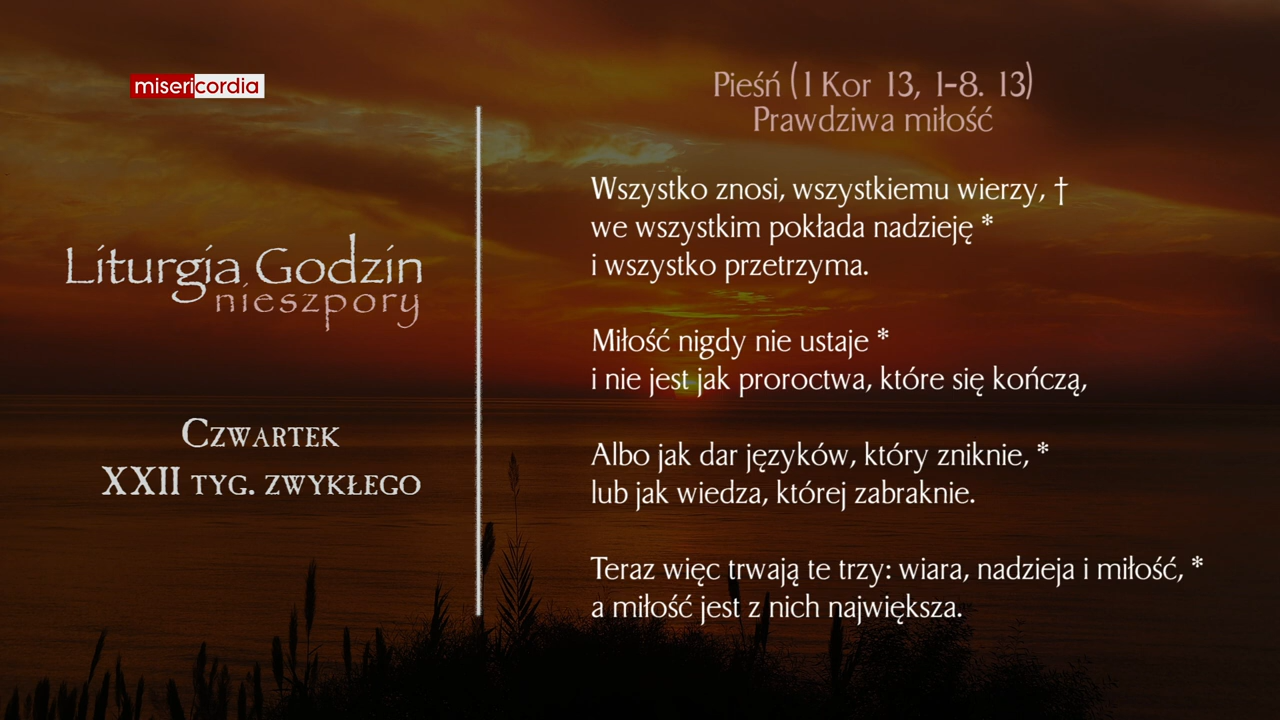 misericordia
Liturgia Godzin
nieszpory
Czwartek
XXII tyg. zwykłego
Pieśń (1 Kor 13, 1-8. 13)
Prawdziwa miłość
Wszystko znosi, wszystkiemu wierzy, †
we wszystkim pokłada nadzieję *
i wszystko przetrzyma.
Miłość nigdy nie ustaje *
i nie jest jak proroctwa, które się kończą,
Albo jak dar języków, który zniknie, *
lub jak wiedza, której zabraknie.
Teraz więc trwają te trzy: wiara, nadzieja i miłość, *
a miłość jest z nich największa.